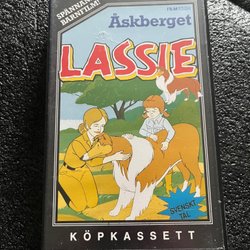 SPÄNNANDE
BARNFILM!
Åskberget
LASSIE
SVENSKT
TAL
KÖPKASSETT